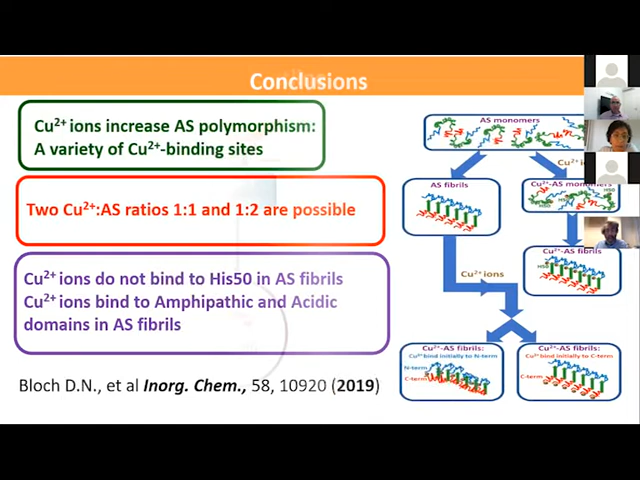 Conclusions
Cu²⁺ ions increase AS polymorphism:
A variety of Cu²⁺-binding sites
Two Cu²⁺:AS ratios 1:1 and 1:2 are possible
Cu²⁺ ions do not bind to His50 in AS fibrils
Cu²⁺ ions bind to Amphipathic and Acidic
domains in AS fibrils
Bloch D.N., et al Inorg. Chem., 58, 10920 (2019)
AS monomers
Cu²⁺ ions
AS fibrils
Cu²⁺-AS monomers
H50
H50
Cu²⁺-AS fibrils
H50
Cu²⁺ ions
Cu²⁺-AS fibrils:
Cu²⁺ bind initially to N-term
N-term
C-term
Cu²⁺-AS fibrils:
Cu²⁺ bind initially to C-term
C-term